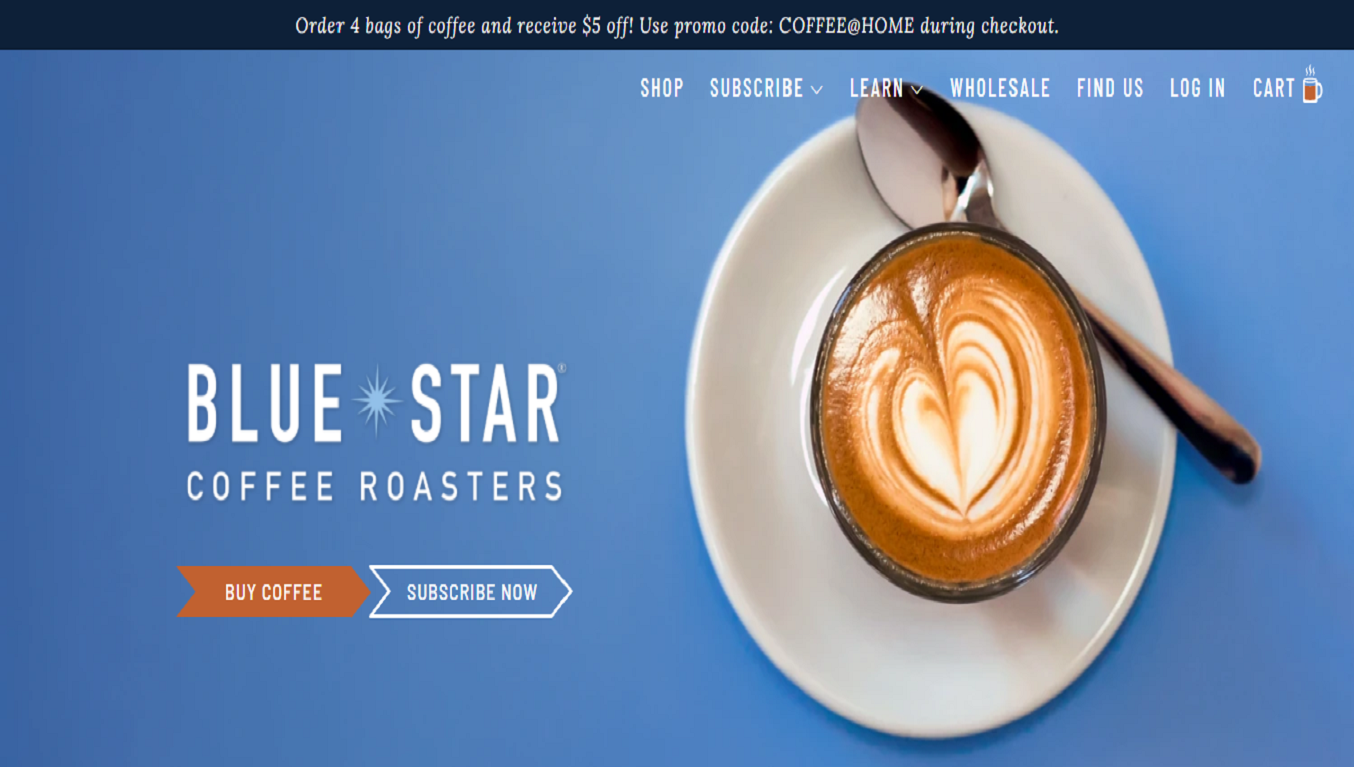 Order 4 bags of coffee and receive $5 off! Use promo code: COFFEE@HOME during checkout.
SHOP SUBSCRIBE LEARN WHOLESALE FIND US LOG IN CART
BLUE STAR®
COFFEE ROASTERS
BUY COFFEE SUBSCRIBE NOW